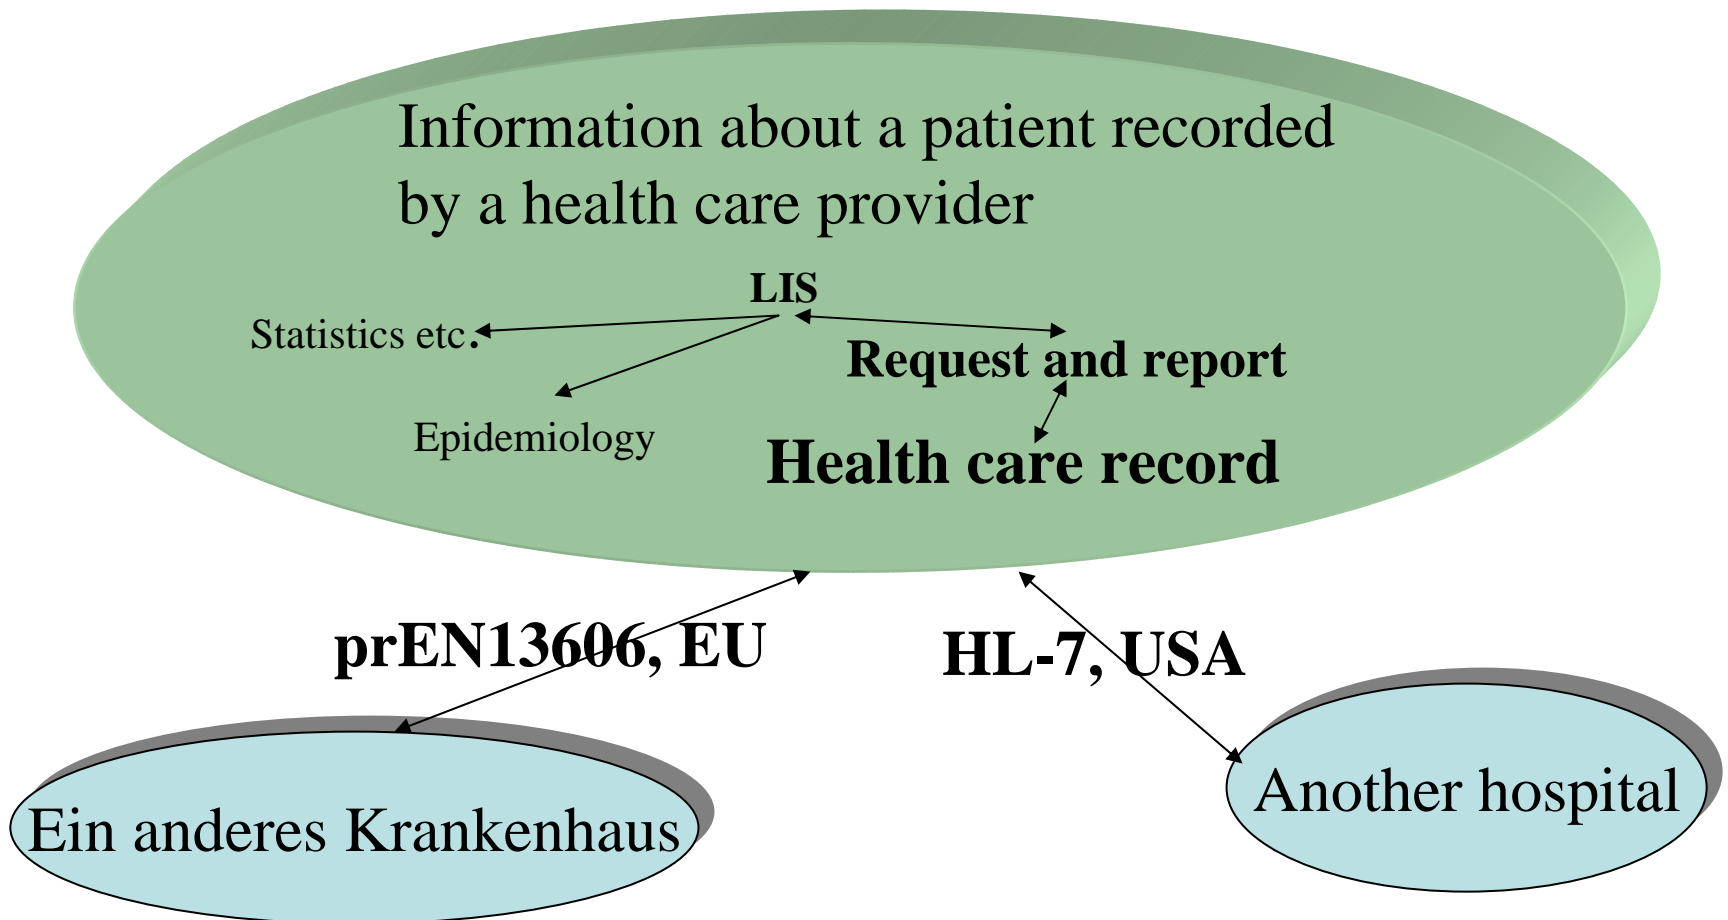 Information about a patient recorded
by a health care provider
LIS
Statistics etc.
Request and report
Epidemiology
Health care record
prEN13606, EU
HL-7, USA
Ein anderes Krankenhaus
Another hospital